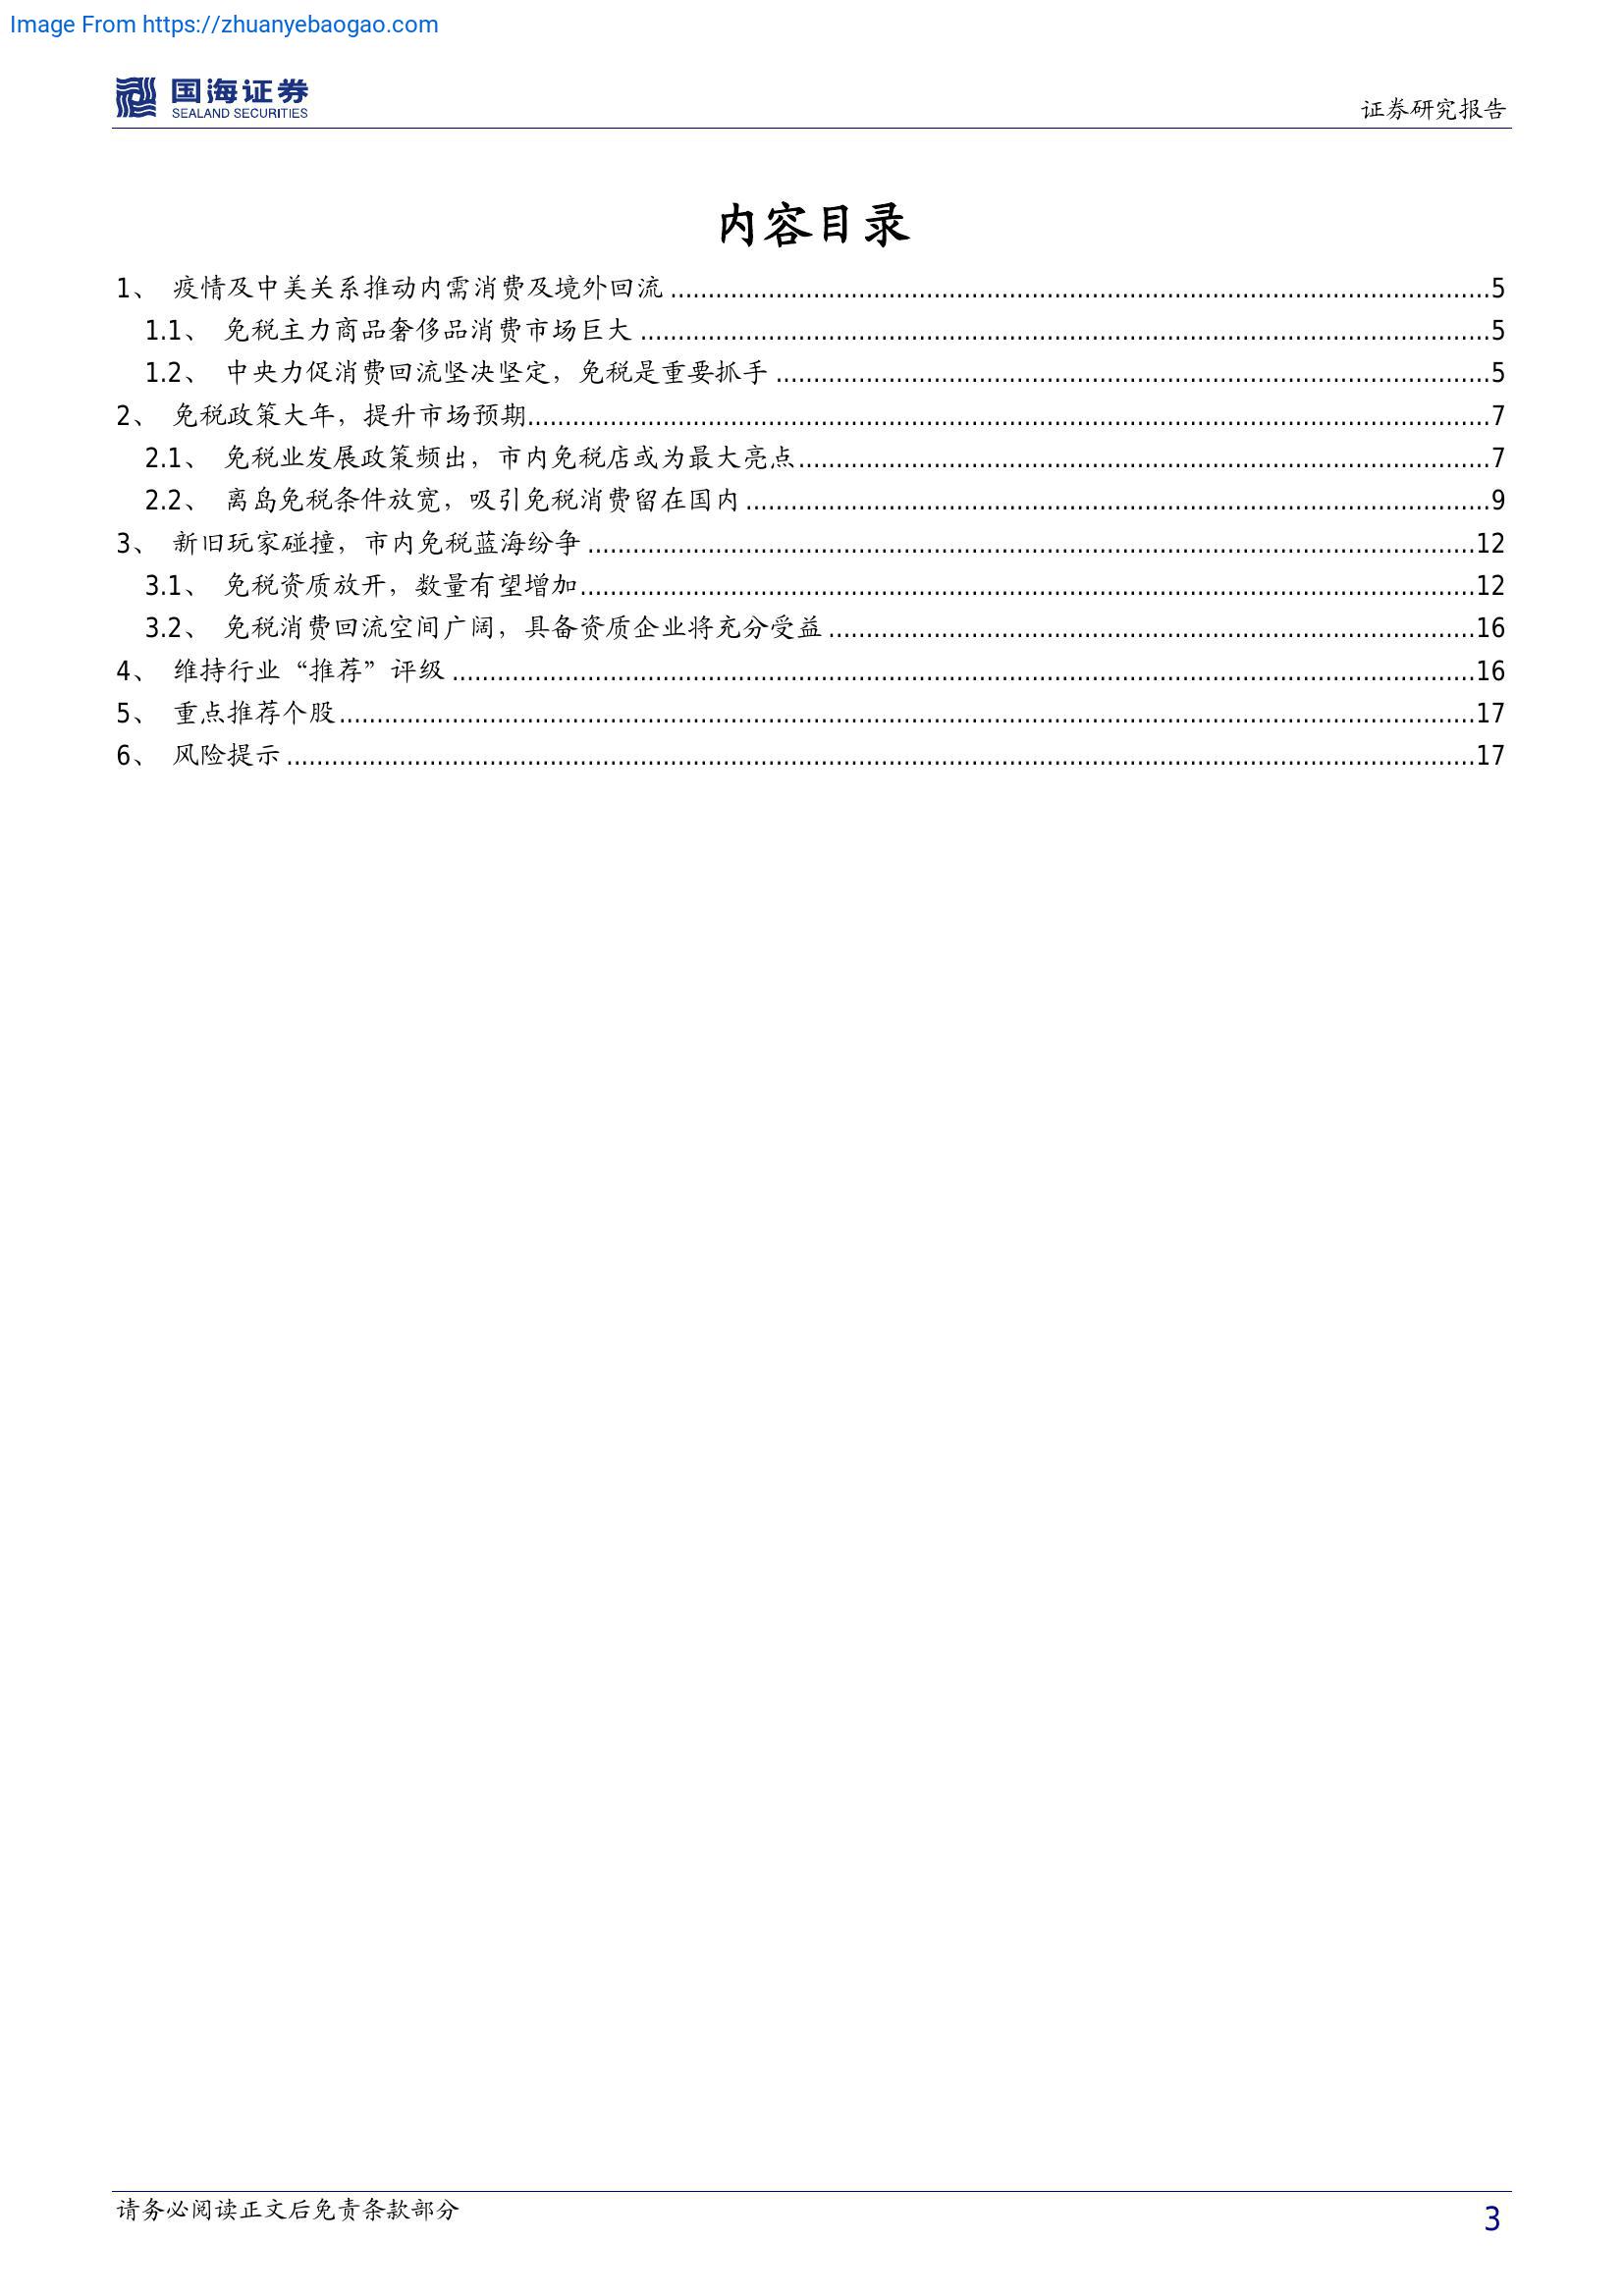 Image From https://zhuanyebaogao.com
国海证券
SEALAND SECURITIES
证券研究报告
内容目录
1、 疫情及中美关系推动内需消费及境外回流 ........ 5
1.1、 免税主力商品奢侈品消费市场巨大 ........ 5
1.2、 中央力促消费回流坚决坚定，免税是重要抓手 ........ 5
2、 免税政策大年，提升市场预期........ 7
2.1、 免税业发展政策频出，市内免税店或为最大亮点........ 7
2.2、 离岛免税条件放宽，吸引免税消费留在国内 ........ 9
3、 新旧玩家碰撞，市内免税蓝海纷争 ........ 12
3.1、 免税资质放开，数量有望增加........ 12
3.2、 免税消费回流空间广阔，具备资质企业将充分受益 ........ 16
4、 维持行业“推荐”评级 ........ 16
5、 重点推荐个股........ 17
6、 风险提示 ........ 17
请务必阅读正文后免责条款部分
3